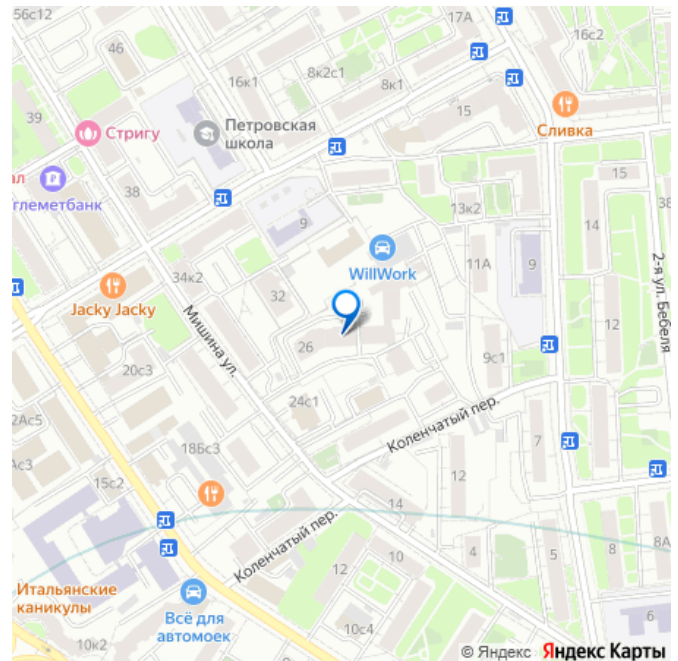 56с12
17А
16с2
46
16к1
8к2с1
8к1
15
39
Стригу
Петровская
школа
Сливка
ал
глеметбанк
38
9
13к2
15
38
14
34к2
WillWork
11А
9
2-я ул. Бебеля
Jacky Jacky
32
Мишина ул.
26
12
20с3
9с1
24с1
2Ас5
Коленчатый пер.
18Бс3
7
Ас3
15с2
12
14
Коленчатый пер.
10
4
5
8
8А
12
Итальянские
каникулы
Всё для
автомоек
10с4
6
10к2
© Яндекс Яндекс Карты